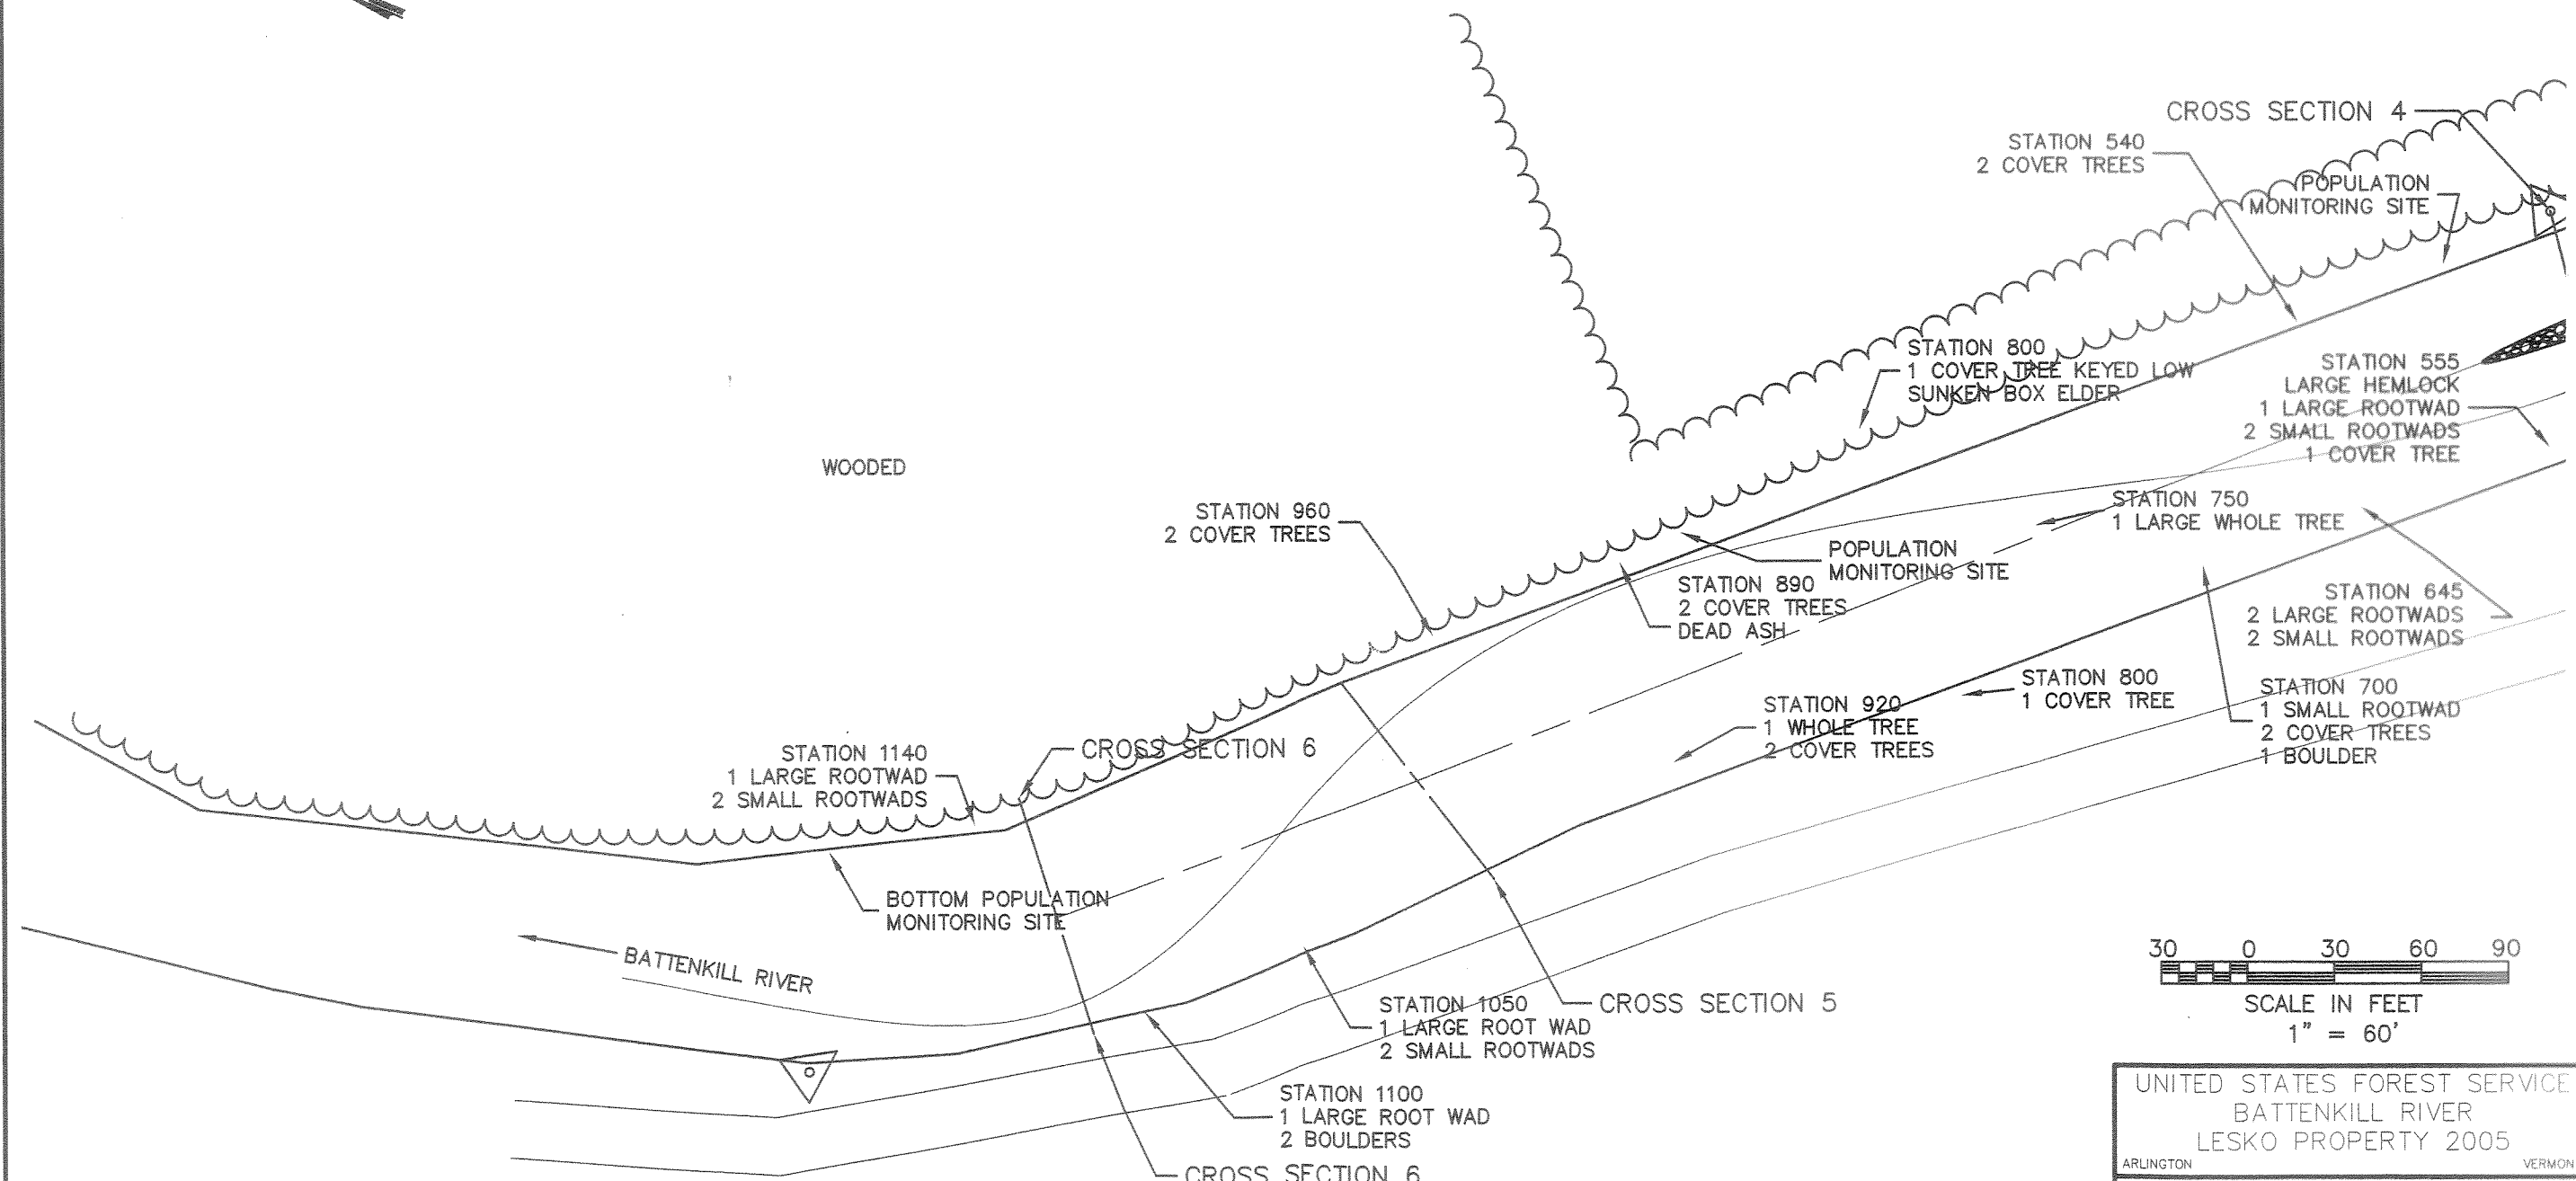 CROSS SECTION 4
STATION 540
2 COVER TREES
POPULATION
MONITORING SITE
STATION 800
1 COVER TREE KEYED LOW
SUNKEN BOX ELDER
STATION 555
LARGE HEMLOCK
1 LARGE ROOTWAD
2 SMALL ROOTWADS
1 COVER TREE
WOODED
STATION 960
2 COVER TREES
STATION 750
1 LARGE WHOLE TREE
POPULATION
MONITORING SITE
STATION 890
2 COVER TREES
DEAD ASH
STATION 645
2 LARGE ROOTWADS
2 SMALL ROOTWADS
STATION 800
1 COVER TREE
STATION 700
1 SMALL ROOTWAD
2 COVER TREES
1 BOULDER
STATION 920
1 WHOLE TREE
2 COVER TREES
CROSS SECTION 6
STATION 1140
1 LARGE ROOTWAD
2 SMALL ROOTWADS
BOTTOM POPULATION
MONITORING SITE
BATTENKILL RIVER
CROSS SECTION 5
STATION 1050
1 LARGE ROOT WAD
2 SMALL ROOTWADS
STATION 1100
1 LARGE ROOT WAD
2 BOULDERS
CROSS SECTION 6
30 0 30 60 90
SCALE IN FEET
1" = 60'
UNITED STATES FOREST SERVICE
BATTENKILL RIVER
LESKO PROPERTY 2005
ARLINGTON VERMON